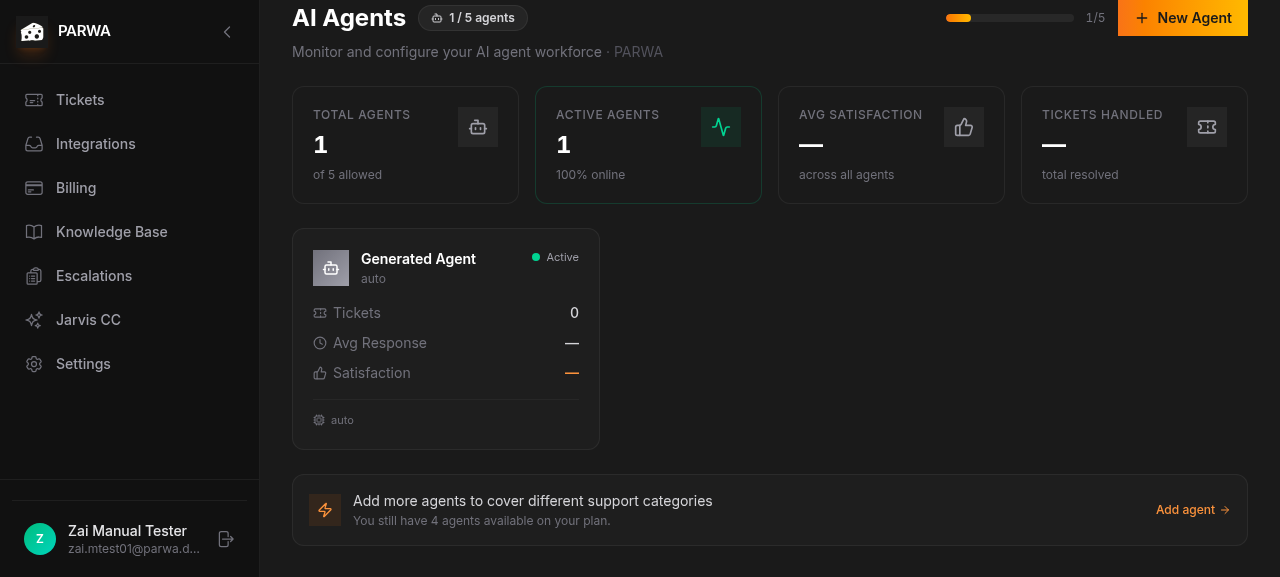 PARWA
Tickets
Integrations
Billing
Knowledge Base
Escalations
Jarvis CC
Settings
Z
Zai Manual Tester
zai.mtest01@parwa.d...
AI Agents
1 / 5 agents
1/5
New Agent
Monitor and configure your AI agent workforce · PARWA
TOTAL AGENTS
1
of 5 allowed
ACTIVE AGENTS
1
100% online
AVG SATISFACTION
—
across all agents
TICKETS HANDLED
—
total resolved
Generated Agent
Active
auto
Tickets 0
Avg Response —
Satisfaction —
auto
Add more agents to cover different support categories
You still have 4 agents available on your plan.
Add agent →